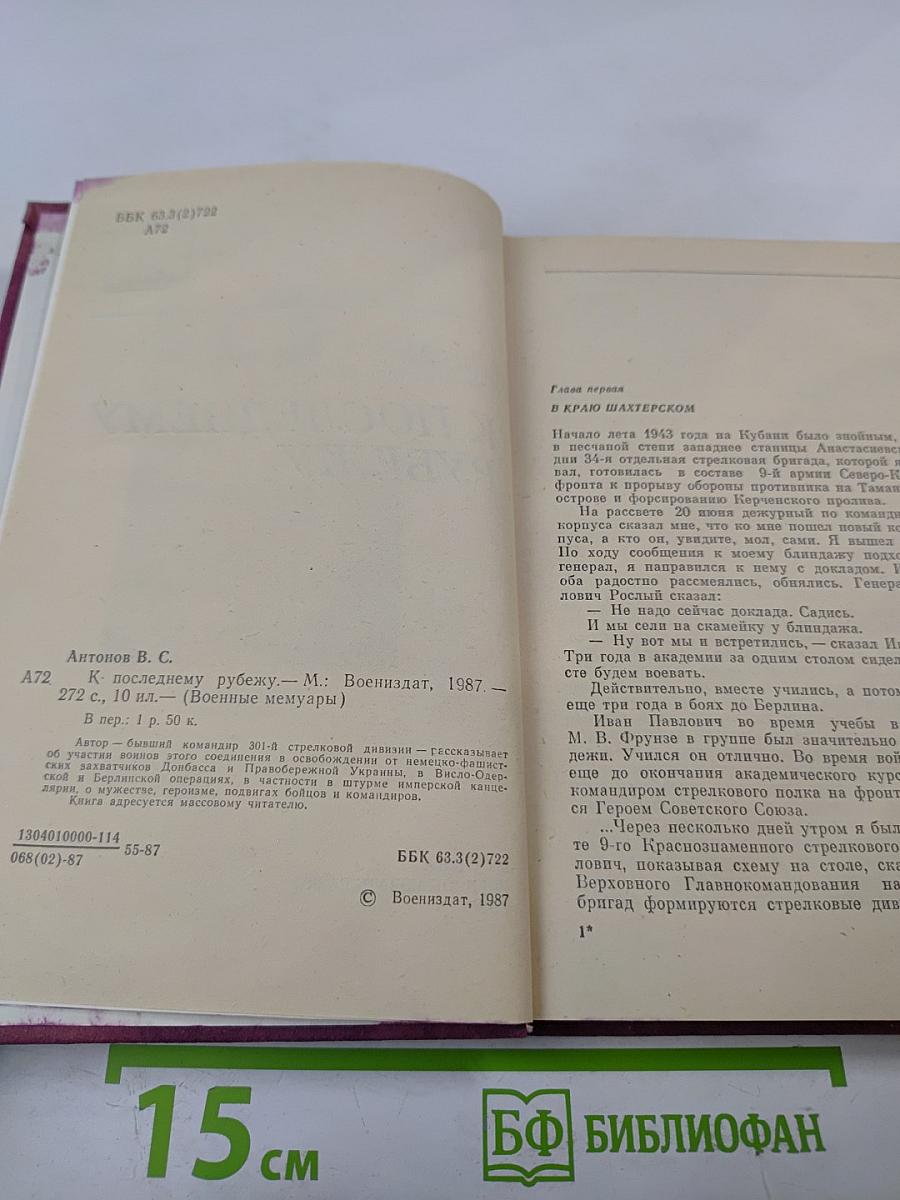 ББК 63.3(2)722
А72
Антонов В. С.
А72 К последнему рубежу.— М.: Воениздат, 1987.—
272 с., 10 ил.— (Военные мемуары)
В пер.: 1 р. 50 к.
Автор — бывший командир 301-й стрелковой дивизии — рассказывает
об участии воинов этого соединения в освобождении от немецко-фашист-
ских захватчиков Донбасса и Правобережной Украины, в Висло-Одер-
ской и Берлинской операциях, в частности в штурме имперской канце-
лярии, о мужестве, героизме, подвигах бойцов и командиров.
Книга адресуется массовому читателю.
1304010000-114
068(02)-87
55-87
ББК 63.3(2)722
© Воениздат, 1987
Глава первая
В КРАЮ ШАХТЕРСКОМ
Начало лета 1943 года на Кубани было знойным,
в песчаной степи западнее станицы Анастасиевс
дни 34-я отдельная стрелковая бригада, которой я
вал, готовилась в составе 9-й армии Северо-К
фронта к прорыву обороны противника на Таман
острове и форсированию Керченского пролива.
На рассвете 20 июня дежурный по команд
корпуса сказал мне, что ко мне пошел новый ко
пуса, а кто он, увидите, мол, сами. Я вышел
По ходу сообщения к моему блиндажу подхо
генерал, я направился к нему с докладом. И
оба радостно рассмеялись, обнялись. Генера
лович Рослый сказал:
— Не надо сейчас доклада. Садись.
И мы сели на скамейку у блиндажа.
— Ну вот мы и встретились,— сказал Ив
Три года в академии за одним столом сидел
сте будем воевать.
Действительно, вместе учились, а потом
еще три года в боях до Берлина.
Иван Павлович во время учебы в
М. В. Фрунзе в группе был значительно
дежи. Учился он отлично. Во время вой
еще до окончания академического курс
командиром стрелкового полка на фронт
ся Героем Советского Союза.
...Через несколько дней утром я был
те 9-го Краснознаменного стрелкового
лович, показывая схему на столе, ска
Верховного Главнокомандования на
бригад формируются стрелковые див
1*
15 см
БФ БИБЛИОФАН